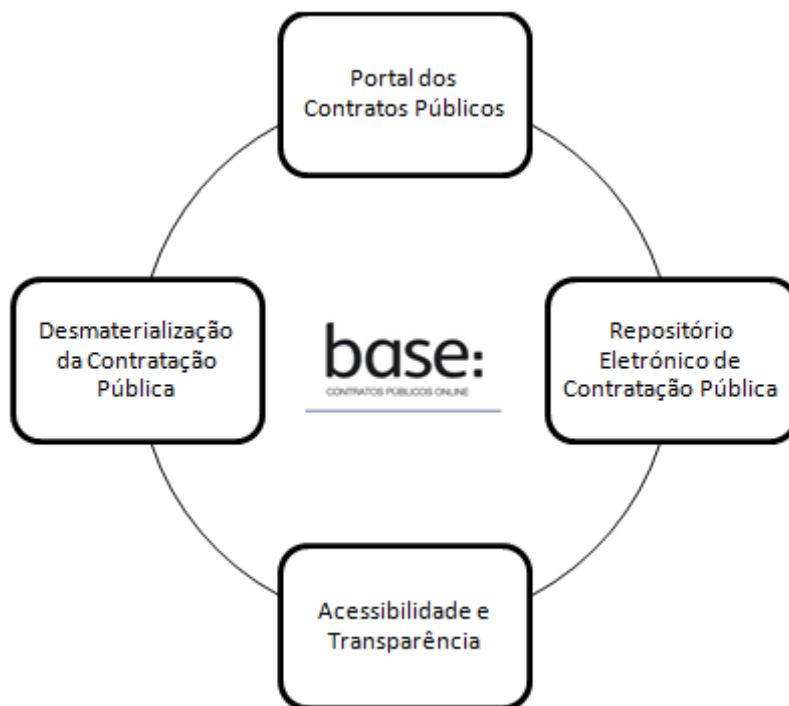 Portal dos
Contratos Públicos
Desmaterialização
da Contratação
Pública
base:
CONTRATOS PÚBLICOS ONLINE
Repositório
Eletrónico de
Contratação Pública
Acessibilidade e
Transparência